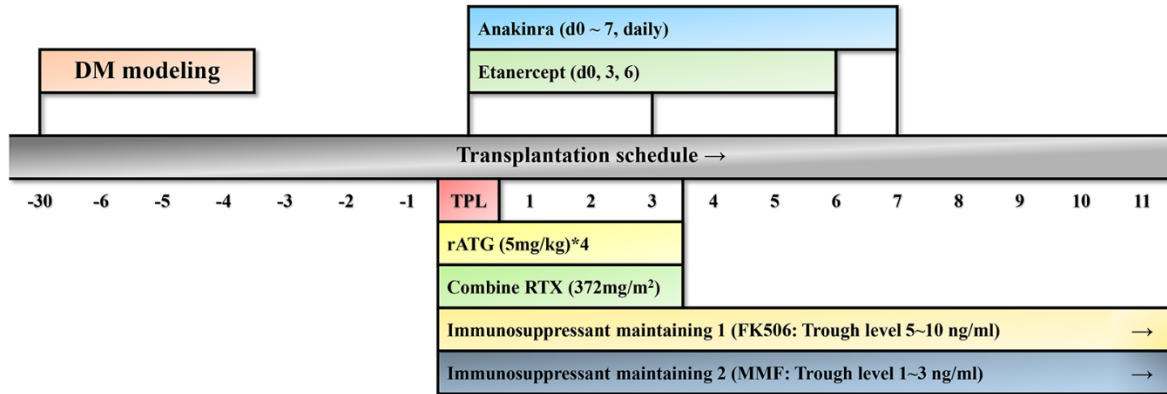 Anakinra (d0 ~ 7, daily)
DM modeling
Etanercept (d0, 3, 6)
Transplantation schedule →
-30 -6 -5 -4 -3 -2 -1 TPL 1 2 3 4 5 6 7 8 9 10 11
rATG (5mg/kg)*4
Combine RTX (372mg/m²)
Immunosuppressant maintaining 1 (FK506: Trough level 5~10 ng/ml) →
Immunosuppressant maintaining 2 (MMF: Trough level 1~3 ng/ml) →